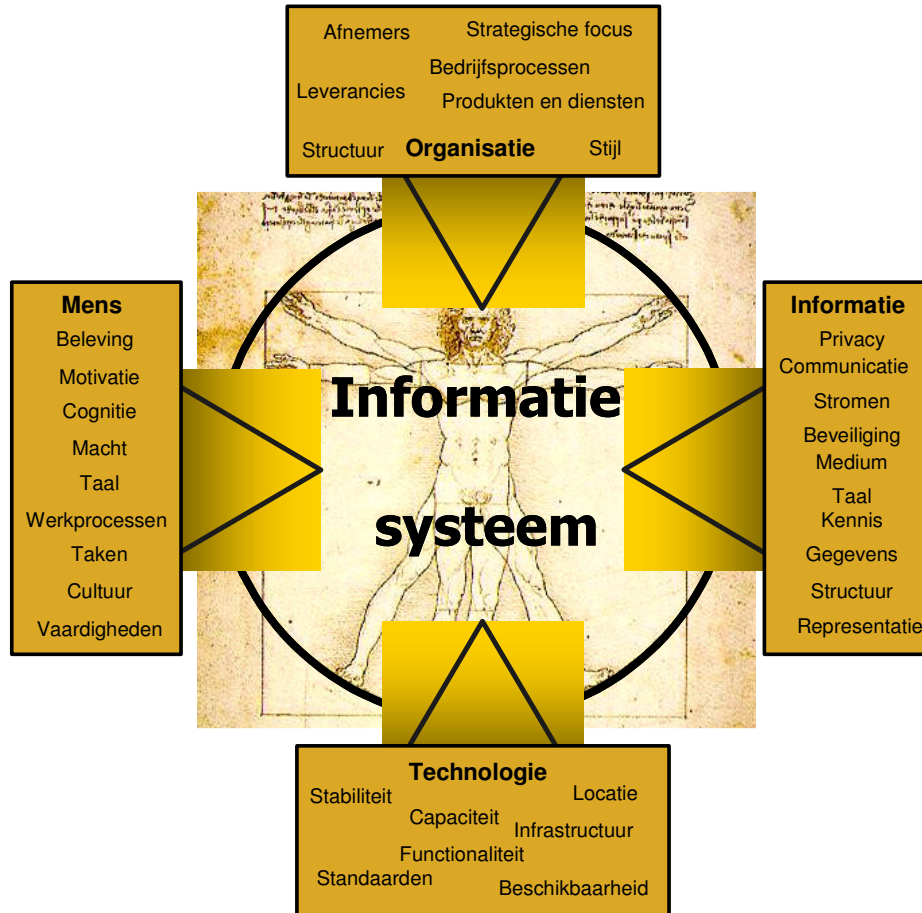 Afnemers
Strategische focus
Bedrijfsprocessen
Leverancies
Produkten en diensten
Structuur
Organisatie
Stijl
Mens
Beleving
Motivatie
Cognitie
Macht
Taal
Werkprocessen
Taken
Cultuur
Vaardigheden
Informatie
systeem
Informatie
Privacy
Communicatie
Stromen
Beveiliging
Medium
Taal
Kennis
Gegevens
Structuur
Representatie
Technologie
Stabiliteit
Locatie
Capaciteit
Infrastructuur
Functionaliteit
Standaarden
Beschikbaarheid